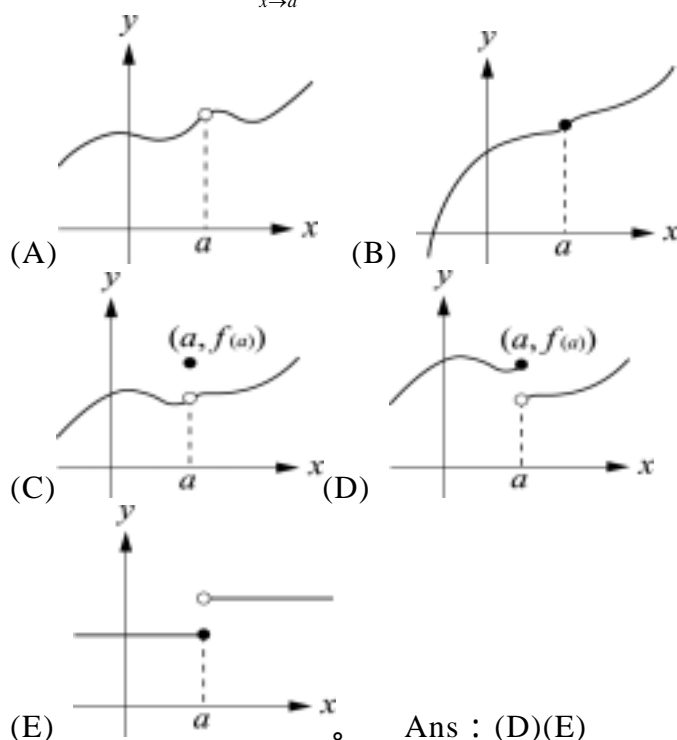 x→a
y
y
x
x
a
a
(A)
(B)
y
y
(a, f(a))
(a, f(a))
x
x
a
a
(C)
(D)
y
x
a
(E)
。 Ans：(D)(E)